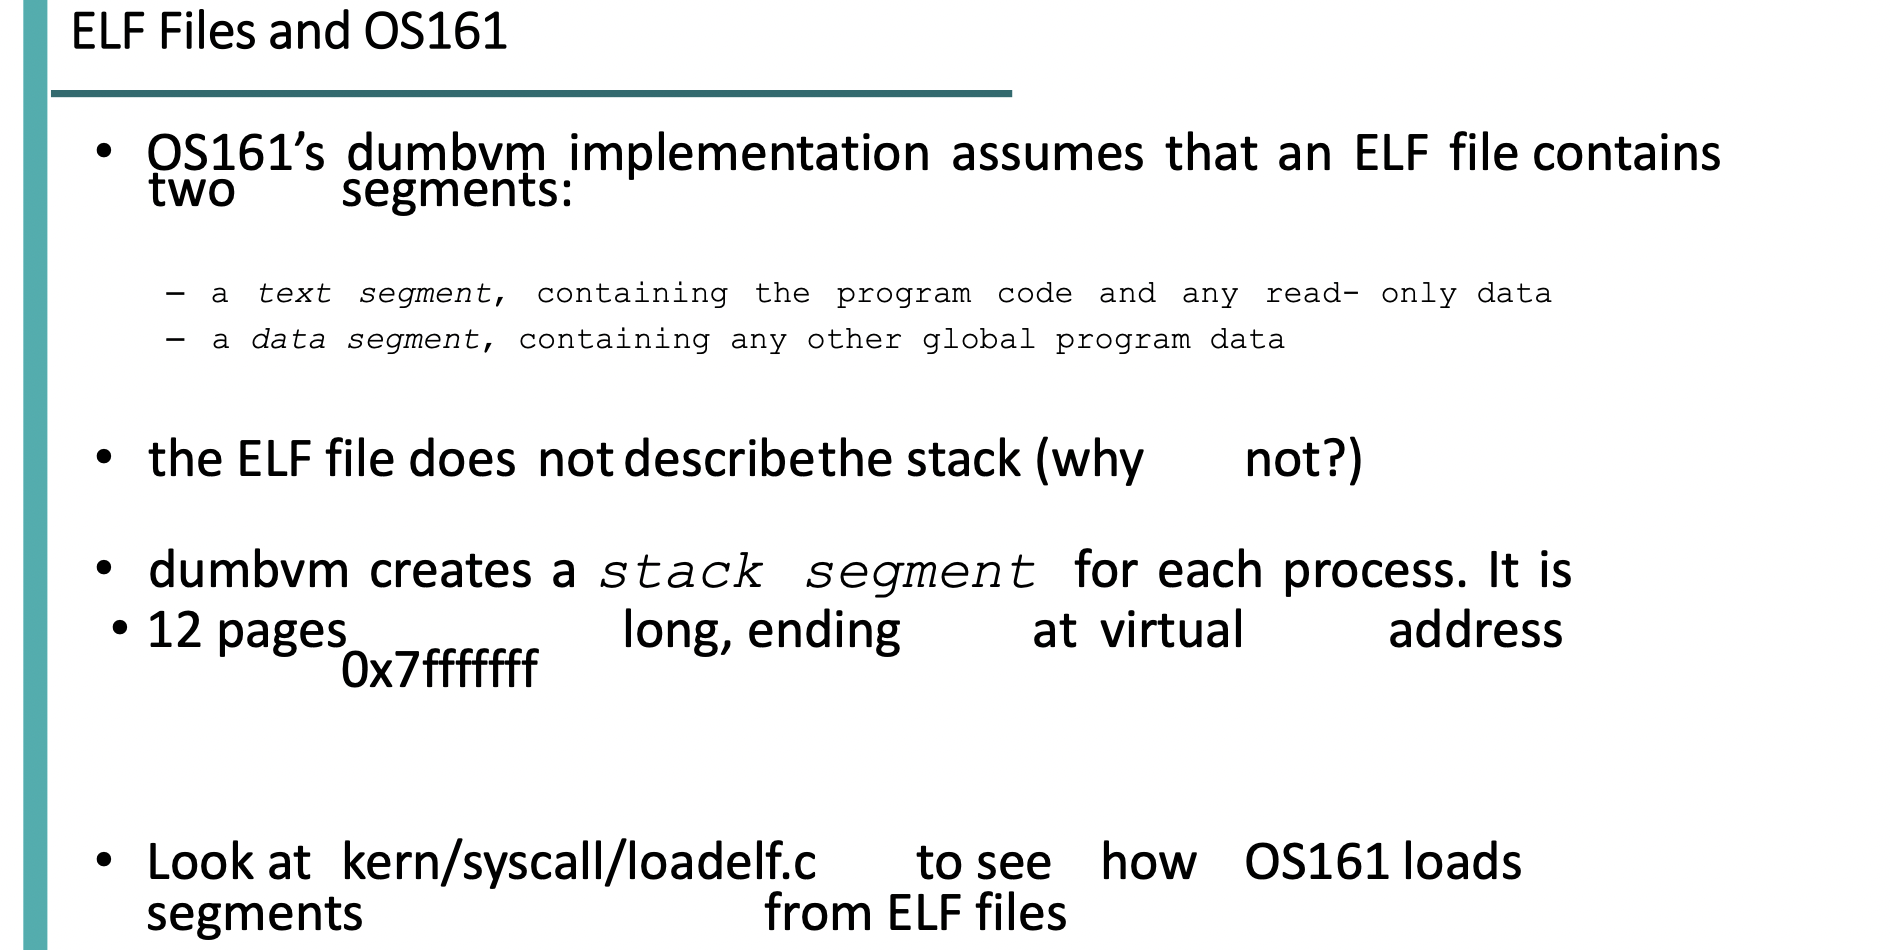 ELF Files and OS161
• OS161’s dumbvm implementation assumes that an ELF file contains
two segments:
– a text segment, containing the program code and any read- only data
– a data segment, containing any other global program data
• the ELF file does not describethe stack (why not?)
• dumbvm creates a stack segment for each process. It is
• 12 pages long, ending at virtual address
0x7fffffff
• Look at kern/syscall/loadelf.c to see how OS161 loads
segments from ELF files